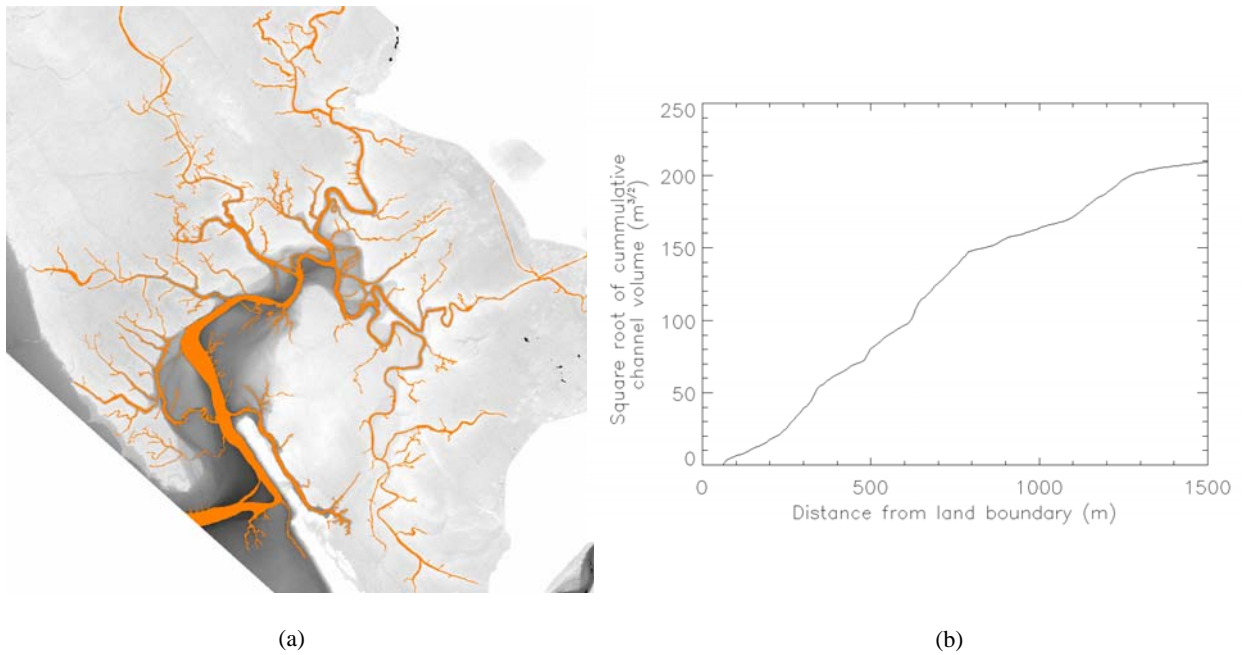 250
200
150
100
50
0
Square root of cummulative
channel volume (m3/2)
0 500 1000 1500
Distance from land boundary (m)
(a) (b)